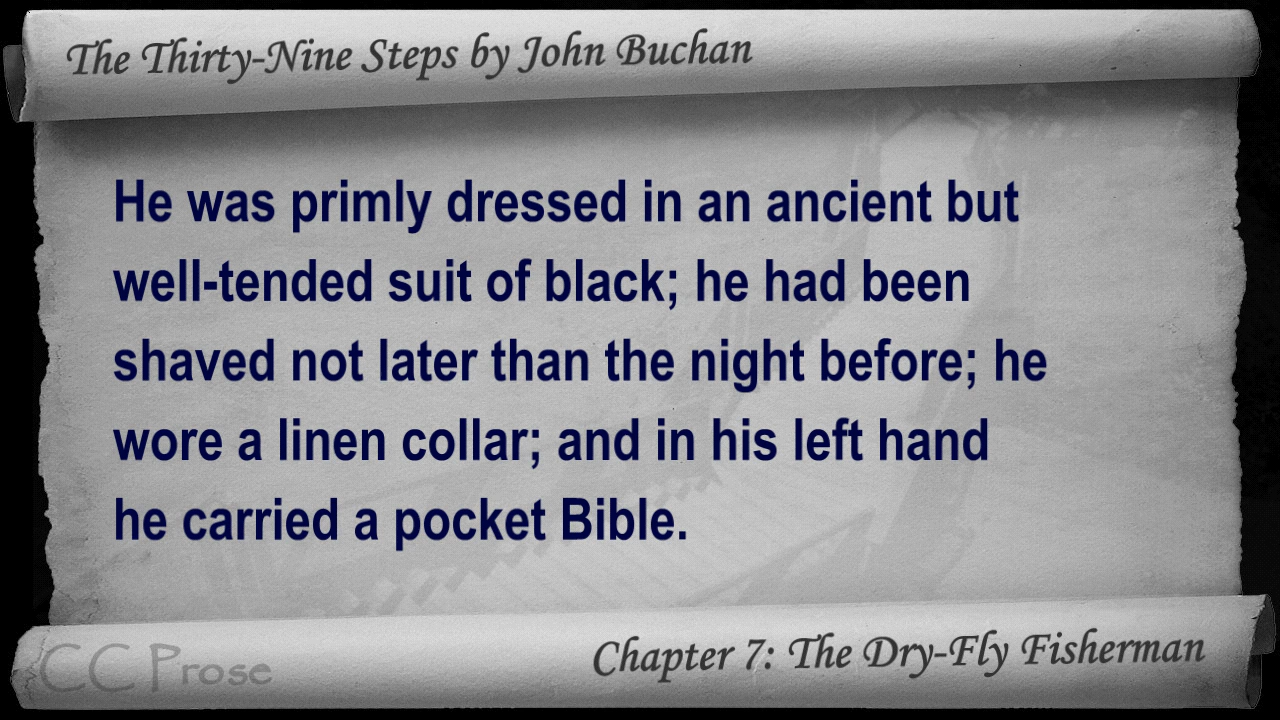 The Thirty-Nine Steps by John Buchan
He was primly dressed in an ancient but
well-tended suit of black; he had been
shaved not later than the night before; he
wore a linen collar; and in his left hand
he carried a pocket Bible.
CC Prose
Chapter 7: The Dry-Fly Fisherman